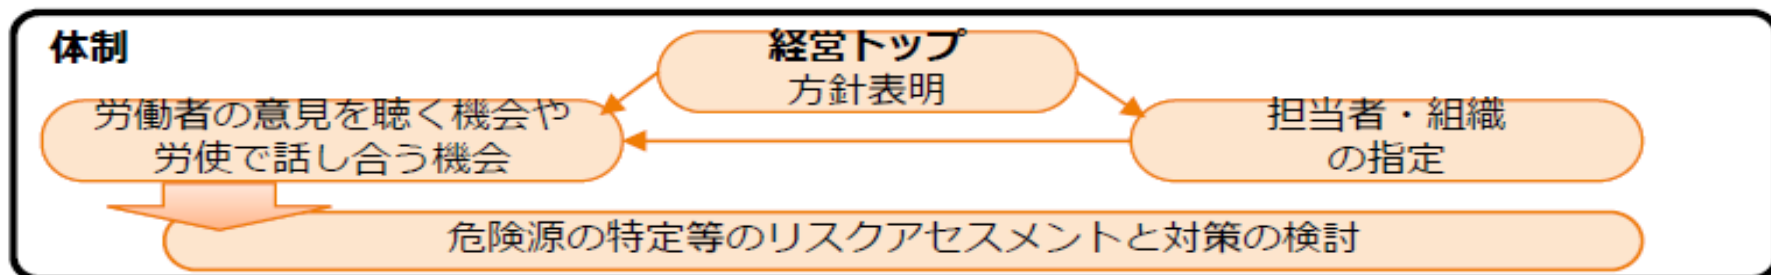 体制
経営トップ
方針表明
労働者の意見を聴く機会や
労使で話し合う機会
担当者・組織
の指定
危険源の特定等のリスクアセスメントと対策の検討